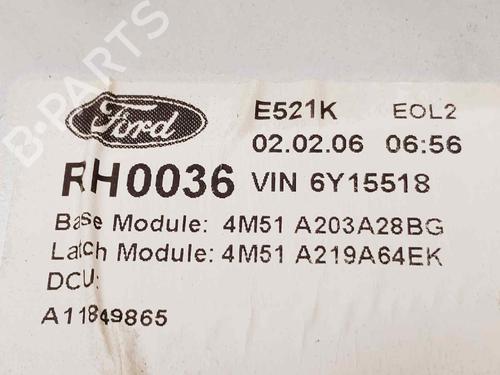 Ford
E521K EOL2
02.02.06 06:56
RH0036 VIN 6Y15518
Base Module: 4M51 A203A28BG
Latch Module: 4M51 A219A64EK
DCU:
A11849865
B-PARTS